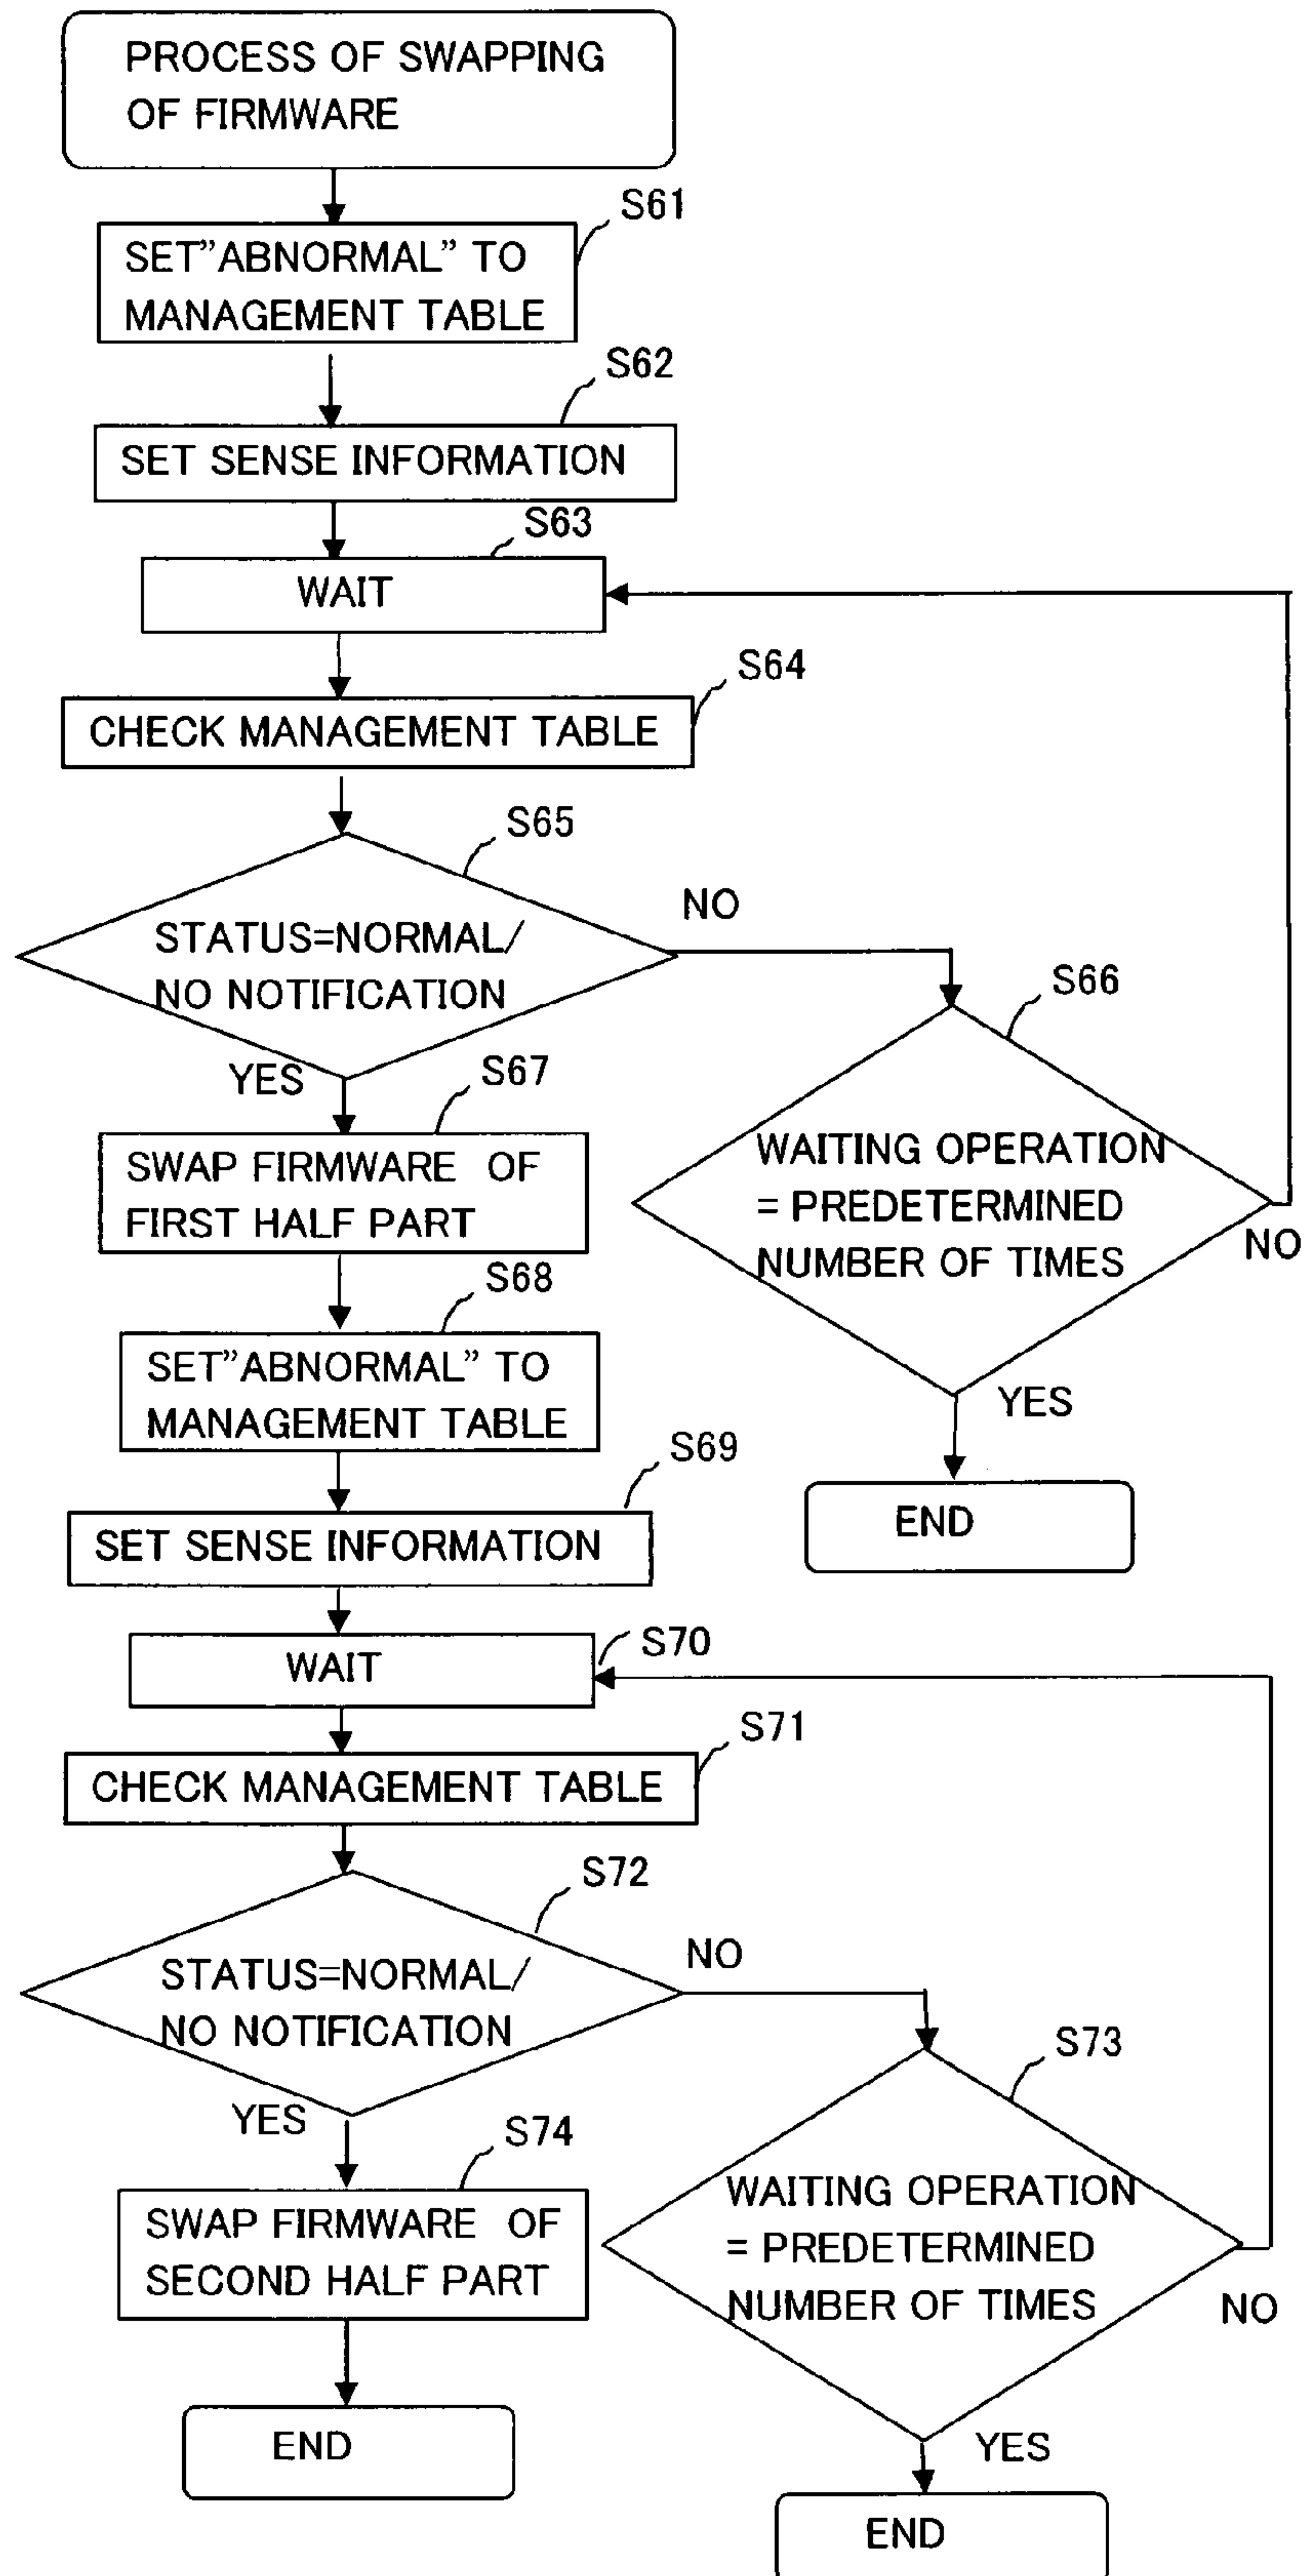 PROCESS OF SWAPPING
OF FIRMWARE
S61
SET”ABNORMAL” TO
MANAGEMENT TABLE
S62
SET SENSE INFORMATION
S63
WAIT
S64
CHECK MANAGEMENT TABLE
S65
STATUS=NORMAL/
NO NOTIFICATION
NO
YES
S66
WAITING OPERATION
= PREDETERMINED
NUMBER OF TIMES
NO
YES
END
S67
SWAP FIRMWARE OF
FIRST HALF PART
S68
SET”ABNORMAL” TO
MANAGEMENT TABLE
S69
SET SENSE INFORMATION
S70
WAIT
S71
CHECK MANAGEMENT TABLE
S72
STATUS=NORMAL/
NO NOTIFICATION
NO
YES
S73
WAITING OPERATION
= PREDETERMINED
NUMBER OF TIMES
NO
YES
END
S74
SWAP FIRMWARE OF
SECOND HALF PART
END